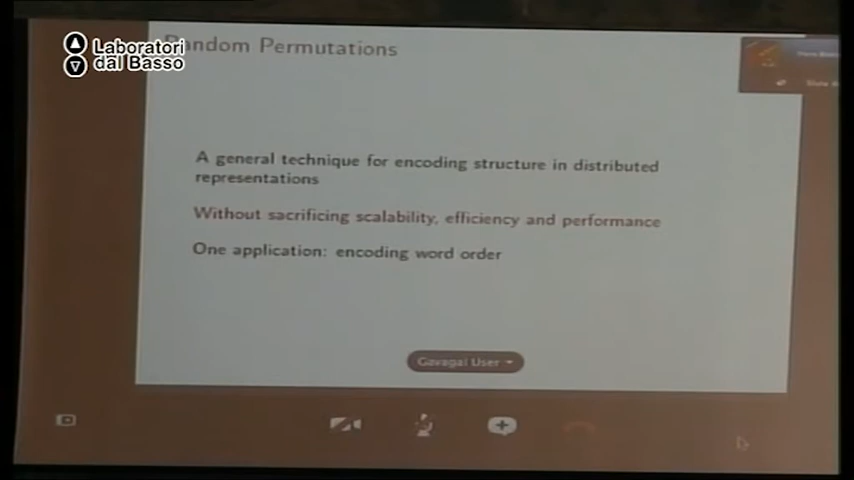 Laboratori
dal Basso
Random Permutations
A general technique for encoding structure in distributed
representations
Without sacrificing scalability, efficiency and performance
One application: encoding word order
Gavagai User